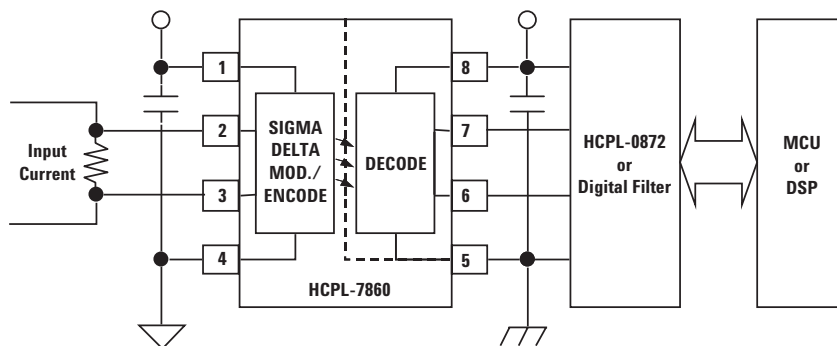 Input
Current
1
2
3
4
SIGMA
DELTA
MOD./
ENCODE
DECODE
HCPL-7860
8
7
6
5
HCPL-0872
or
Digital Filter
MCU
or
DSP